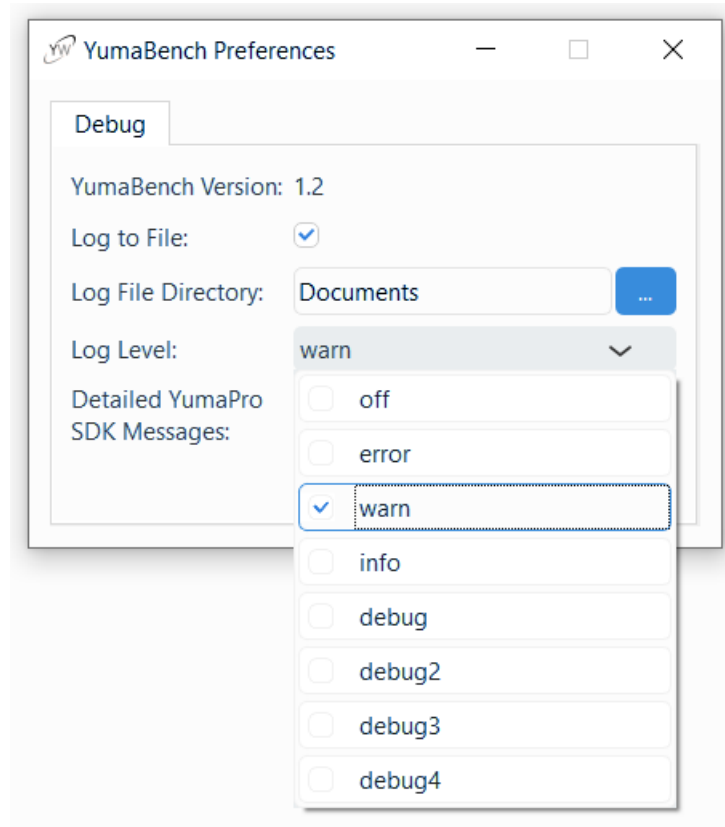 YW YumaBench Preferences
Debug
YumaBench Version: 1.2
Log to File:
Log File Directory: Documents ...
Log Level: warn
Detailed YumaPro
SDK Messages:
off
error
warn
info
debug
debug2
debug3
debug4